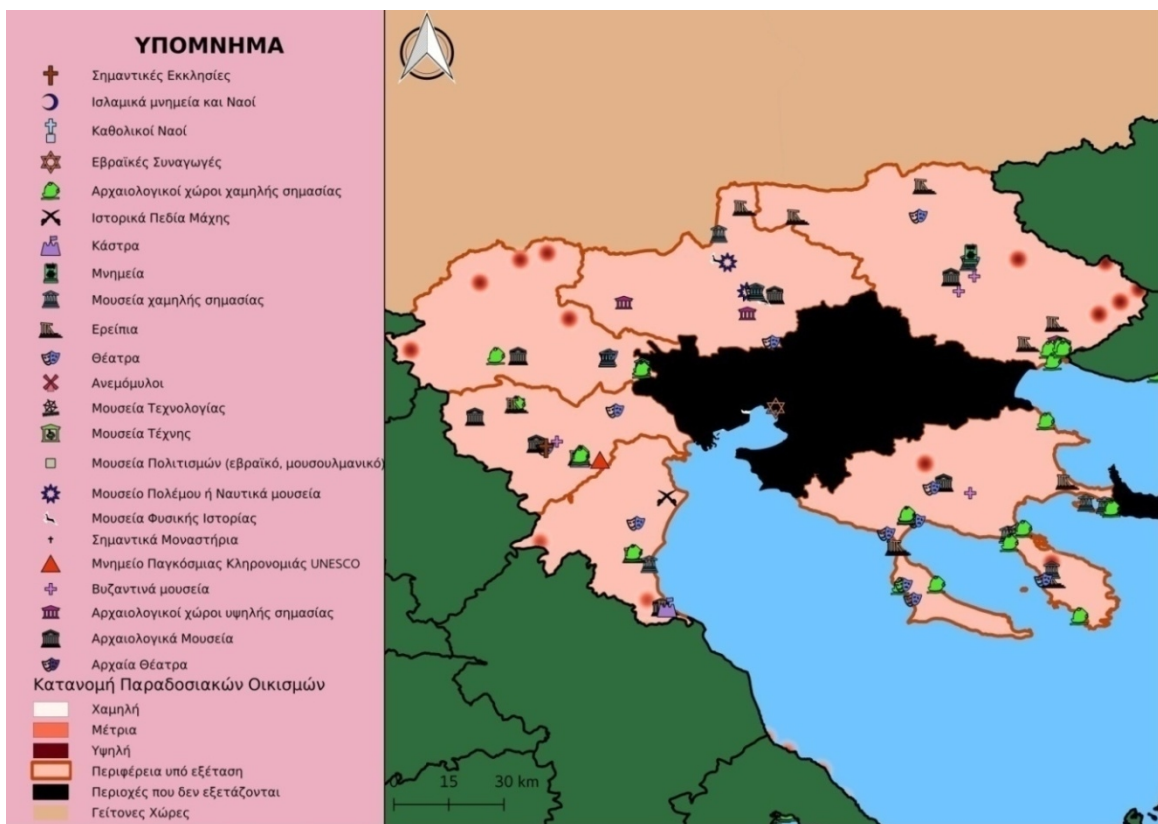 ΥΠΟΜΝΗΜΑ
Σημαντικές Εκκλησίες
Ισλαμικά μνημεία και Ναοί
Καθολικοί Ναοί
Εβραϊκές Συναγωγές
Αρχαιολογικοί χώροι χαμηλής σημασίας
Ιστορικά Πεδία Μάχης
Κάστρα
Μνημεία
Μουσεία χαμηλής σημασίας
Ερείπια
Θέατρα
Ανεμόμυλοι
Μουσεία Τεχνολογίας
Μουσεία Τέχνης
Μουσεία Πολιτισμών (εβραϊκό, μουσουλμανικό)
Μουσείο Πολέμου ή Ναυτικά μουσεία
Μουσεία Φυσικής Ιστορίας
Σημαντικά Μοναστήρια
Μνημείο Παγκόσμιας Κληρονομιάς UNESCO
Βυζαντινά μουσεία
Αρχαιολογικοί χώροι υψηλής σημασίας
Αρχαιολογικά Μουσεία
Αρχαία Θέατρα
Κατανομή Παραδοσιακών Οικισμών
Χαμηλή
Μέτρια
Υψηλή
Περιφέρεια υπό εξέταση
Περιοχές που δεν εξετάζονται
Γείτονες Χώρες
0 15 30 km